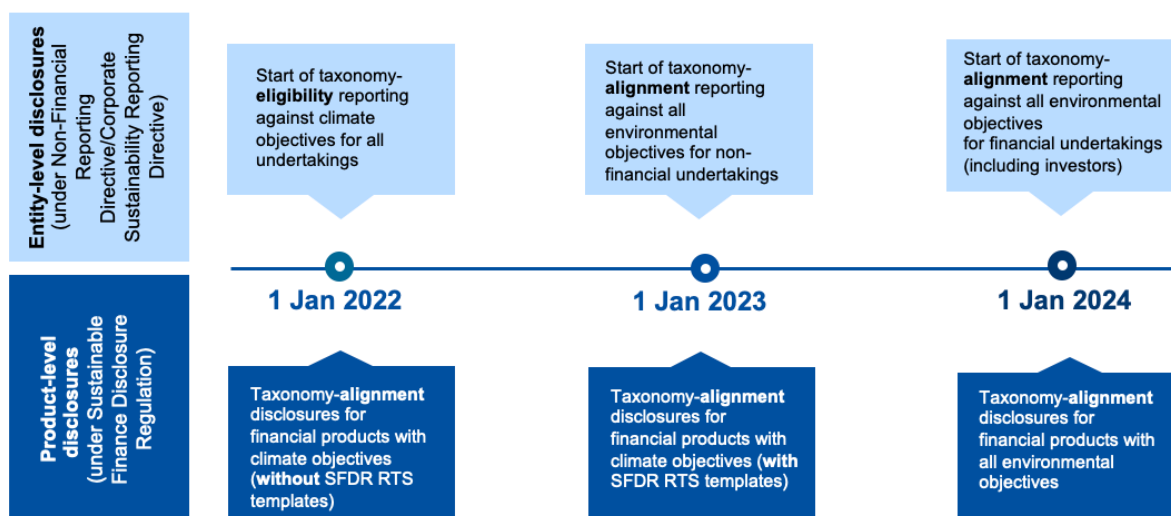 Entity-level disclosures
(under Non-Financial
Reporting
Directive/Corporate
Sustainability Reporting
Directive)
Start of taxonomy-
eligibility reporting
against climate
objectives for all
undertakings
Start of taxonomy-
alignment reporting
against all
environmental
objectives for non-
financial undertakings
Start of taxonomy-
alignment reporting
against all environmental
objectives
for financial undertakings
(including investors)
1 Jan 2022
1 Jan 2023
1 Jan 2024
Product-level
disclosures
(under Sustainable
Finance Disclosure
Regulation)
Taxonomy-alignment
disclosures for
financial products with
climate objectives
(without SFDR RTS
templates)
Taxonomy-alignment
disclosures for
financial products with
climate objectives (with
SFDR RTS templates)
Taxonomy-alignment
disclosures for
financial products with
all environmental
objectives